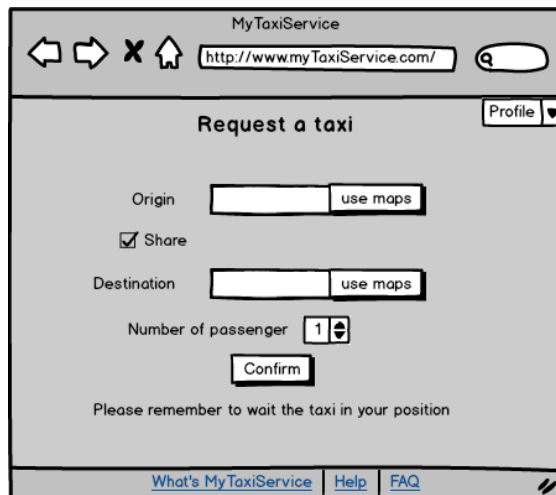 MyTaxiService
http://www.myTaxiService.com/
Profile
Request a taxi
Origin use maps
Share
Destination use maps
Number of passenger 1
Confirm
Please remember to wait the taxi in your position
What's MyTaxiService Help FAQ